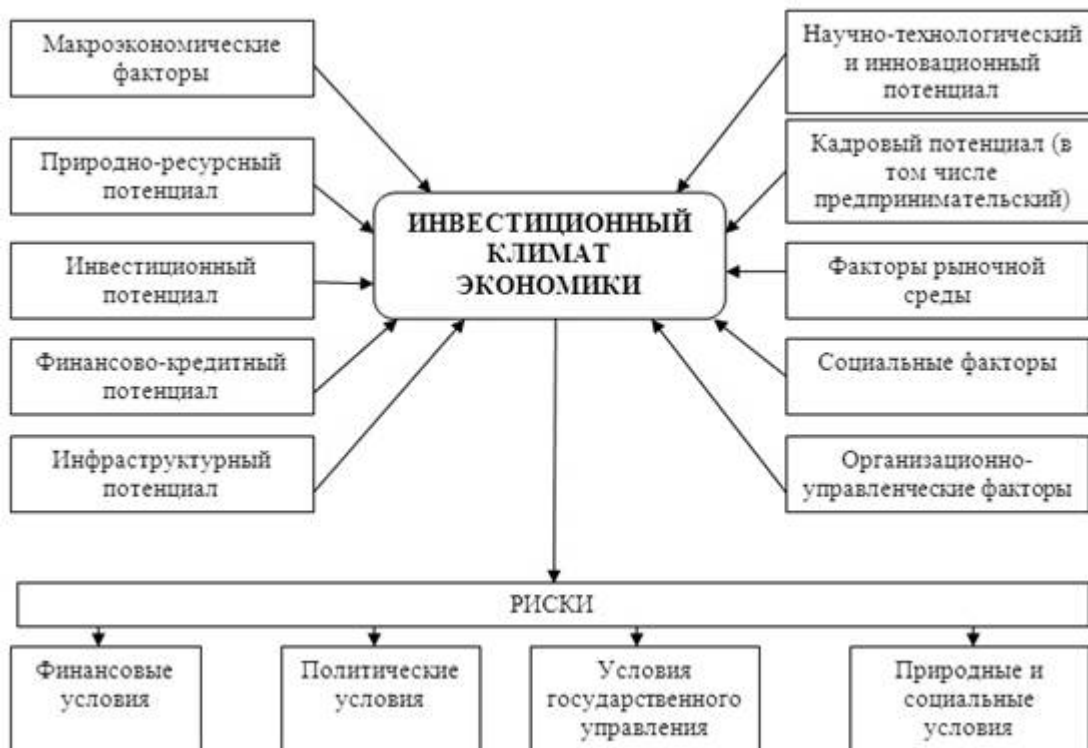 Макроэкономические
факторы
Природно-ресурсный
потенциал
Инвестиционный
потенциал
Финансово-кредитный
потенциал
Инфраструктурный
потенциал
ИНВЕСТИЦИОННЫЙ
КЛИМАТ
ЭКОНОМИКИ
Научно-технологический
и инновационный
потенциал
Кадровый потенциал (в
том числе
предпринимательский)
Факторы рыночной
среды
Социальные факторы
Организационно-
управленческие факторы
РИСКИ
Финансовые
условия
Политические
условия
Условия
государственного
управления
Природные и
социальные
условия